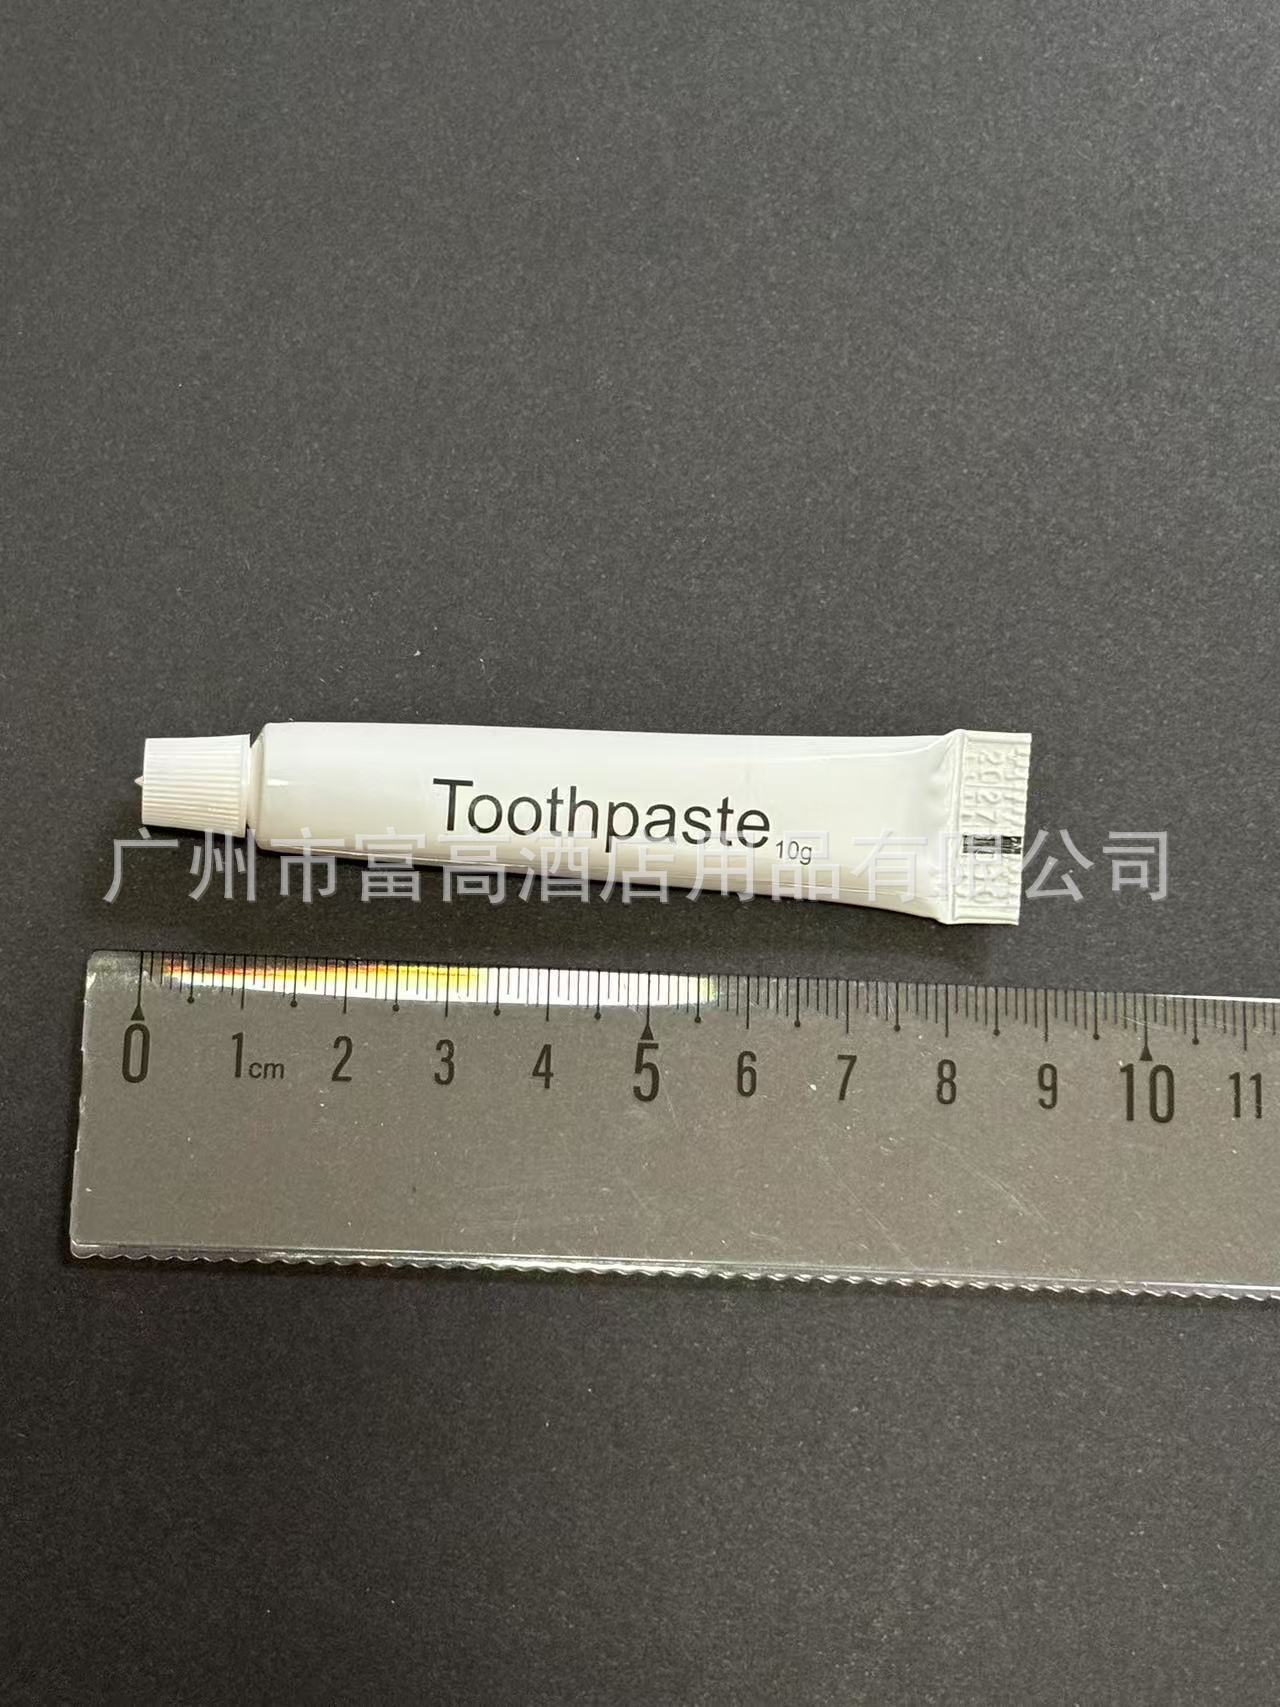 Toothpaste 10g
广州市富高酒店用品有限公司
0 1cm 2 3 4 5 6 7 8 9 10 11